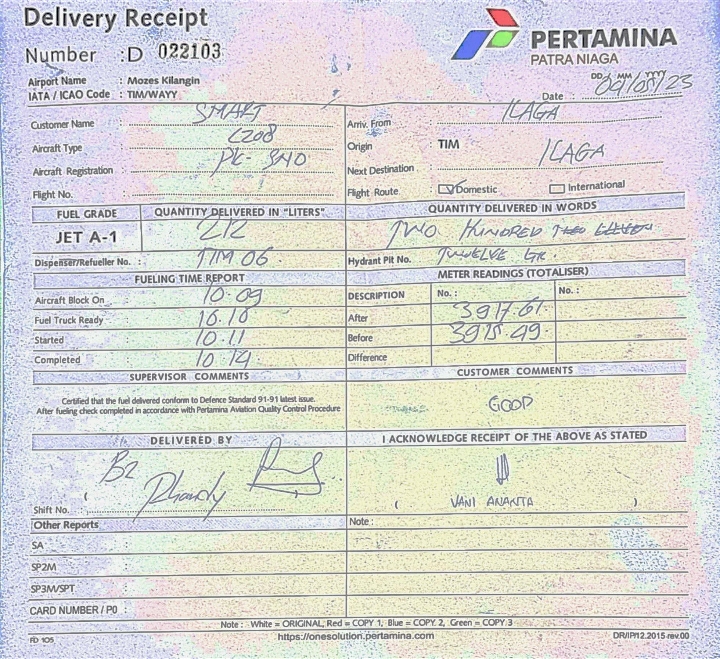 Delivery Receipt
Number :D 022103
PERTAMINA
PATRA NIAGA
Airport Name : Mozes Kilangin
IATA / ICAO Code : TIM/WAYY
DD MM YYYY
Date : 09/05/23
Customer Name : SMART
Arriv. From : ILAGA
Aircraft Type : C208
Origin : TIM
Aircraft Registration : PK-SNO
Next Destination : ILAGA
Flight No. :
Flight Route : Domestic International
FUEL GRADE QUANTITY DELIVERED IN "LITERS" QUANTITY DELIVERED IN WORDS
JET A-1 212 TWO HUNDRED
Dispenser/Refueller No. : TIM 06
Hydrant Pit No. TWELVE LTR.
FUELING TIME REPORT METER READINGS (TOTALISER)
Aircraft Block On 10.09
DESCRIPTION No. : No. :
Fuel Truck Ready 10.10
After 3917.61
Started 10.11
Before 3915.49
Completed 10.14
Difference
SUPERVISOR COMMENTS CUSTOMER COMMENTS
Certified that the fuel delivered conform to Defence Standard 91-91 latest issue.
After fueling check completed in accordance with Pertamina Aviation Quality Control Procedure
GOOD
DELIVERED BY I ACKNOWLEDGE RECEIPT OF THE ABOVE AS STATED
B2
Dhandy
( VANI ANANTA )
Shift No. : (
Other Reports Note :
SA
SP2M
SP3M/SPT
CARD NUMBER / P0
Note : White = ORIGINAL, Red = COPY 1, Blue = COPY 2, Green = COPY 3
FD 105 https://onesolution.pertamina.com DR/IP/12.2015-rev.00